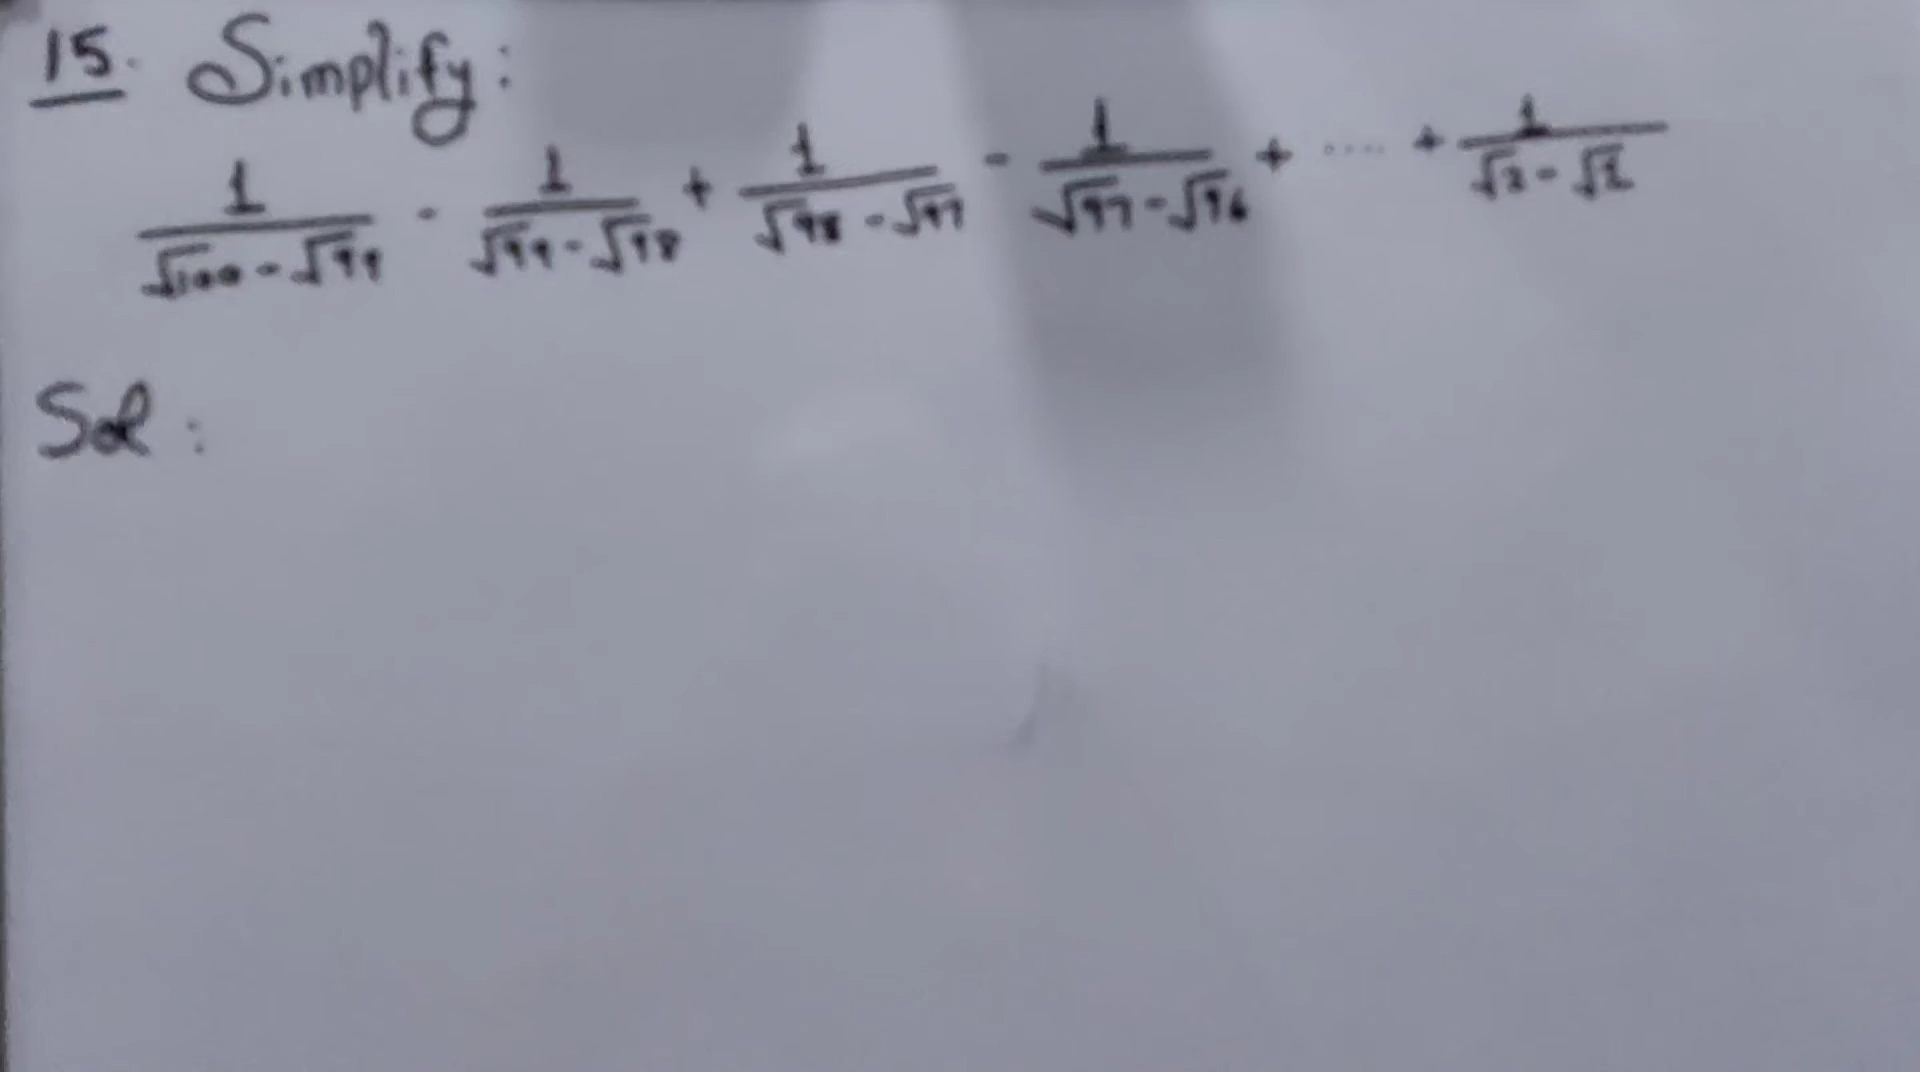 15. Simplify:
1/(√100 - √99) - 1/(√99 - √98) + 1/(√98 - √97) - 1/(√97 - √96) + ..... + 1/(√2 - √1)
Sol :